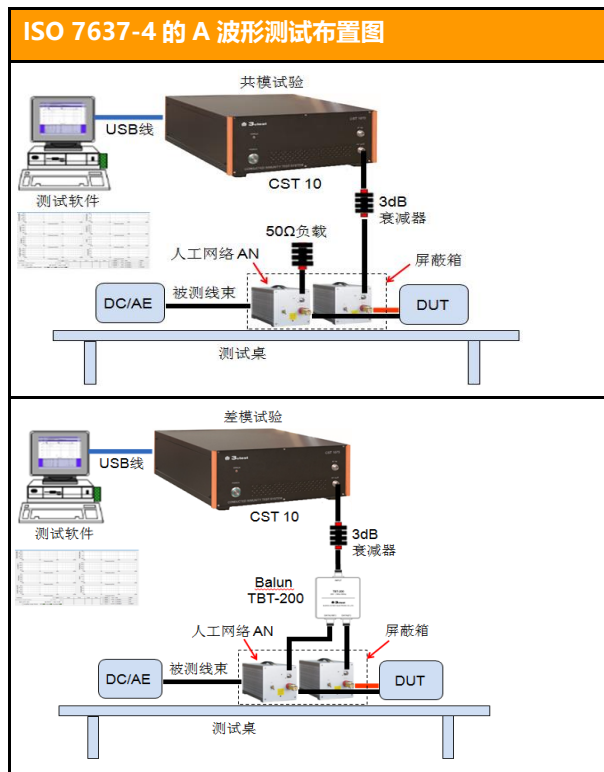 ISO 7637-4 的 A 波形测试布置图
共模试验
USB线
CST 10
测试软件
3dB
衰减器
50Ω负载
人工网络AN
屏蔽箱
DC/AE
被测线束
DUT
测试桌
差模试验
USB线
CST 10
测试软件
3dB
衰减器
Balun
TBT-200
人工网络AN
屏蔽箱
DC/AE
被测线束
DUT
测试桌